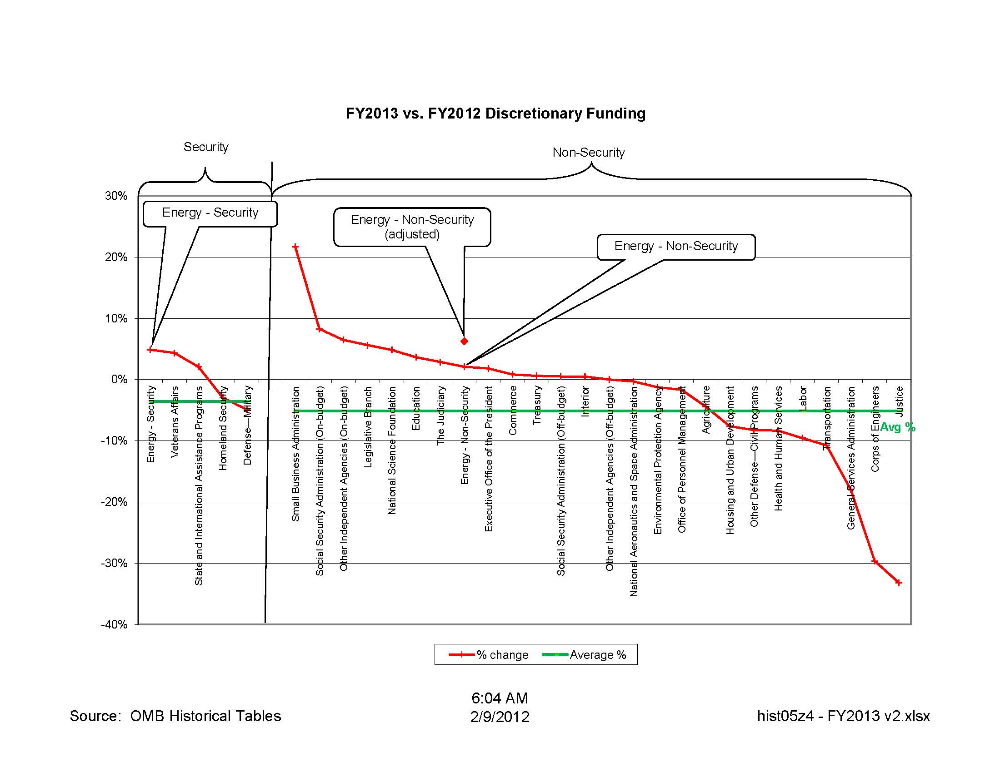 FY2013 vs. FY2012 Discretionary Funding
Security
Non-Security
30%
20%
10%
0%
-10%
-20%
-30%
-40%
Energy - Security
Energy - Non-Security
(adjusted)
Energy - Non-Security
Energy - Security
Veterans Affairs
State and International Assistance Programs
Homeland Security
Defense—Military
Small Business Administration
Social Security Administration (On-budget)
Other Independent Agencies (On-budget)
Legislative Branch
National Science Foundation
Education
The Judiciary
Energy - Non-Security
Executive Office of the President
Commerce
Treasury
Social Security Administration (Off-budget)
Interior
Other Independent Agencies (Off-budget)
National Aeronautics and Space Administration
Environmental Protection Agency
Office of Personnel Management
Agriculture
Housing and Urban Development
Other Defense—Civil Programs
Health and Human Services
Labor
Transportation
General Services Administration
Corps of Engineers
Justice
Avg %
% change
Average %
6:04 AM
2/9/2012
Source:  OMB Historical Tables
hist05z4 - FY2013 v2.xlsx